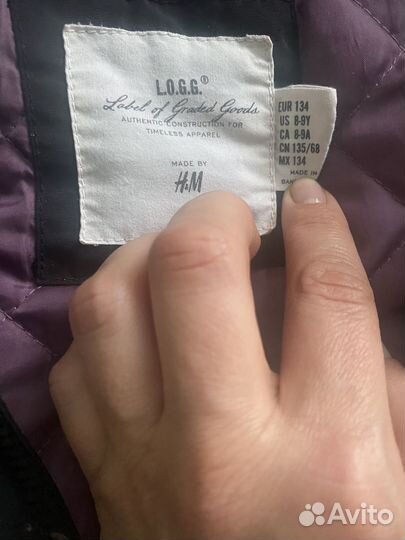 L.O.G.G.®
Label of Graded Goods
AUTHENTIC CONSTRUCTION FOR
TIMELESS APPAREL
MADE BY
H&M
EUR 134
US 8-9Y
CA 8-9A
CN 135/68
MX 134
MADE IN
Avito